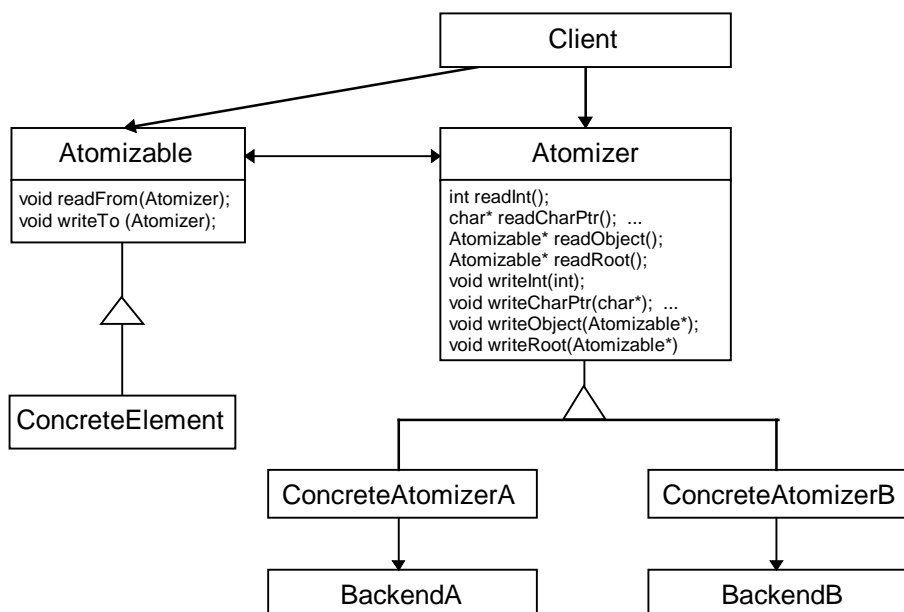 Client
Atomizable
void readFrom(Atomizer);
void writeTo (Atomizer);
Atomizer
int readInt();
char* readCharPtr(); ...
Atomizable* readObject();
Atomizable* readRoot();
void writeInt(int);
void writeCharPtr(char*); ...
void writeObject(Atomizable*);
void writeRoot(Atomizable*)
ConcreteElement
ConcreteAtomizerA
ConcreteAtomizerB
BackendA
BackendB